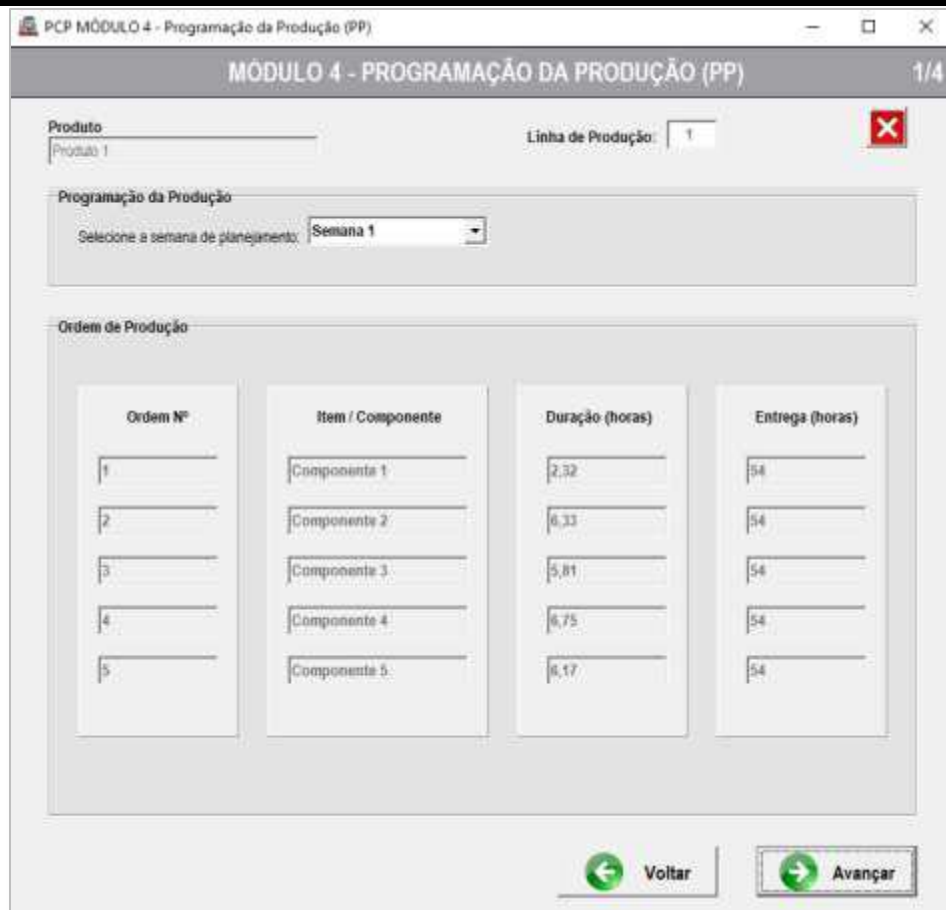 PCP MÓDULO 4 - Programação da Produção (PP)
MÓDULO 4 - PROGRAMAÇÃO DA PRODUÇÃO (PP) 1/4
Produto
Produto 1
Linha de Produção: 1
Programação da Produção
Selecione a semana de planejamento: Semana 1
Ordem de Produção
Ordem Nº Item / Componente Duração (horas) Entrega (horas)
1 Componente 1 2,32 54
2 Componente 2 6,33 54
3 Componente 3 5,81 54
4 Componente 4 6,75 54
5 Componente 5 6,17 54
Voltar Avançar